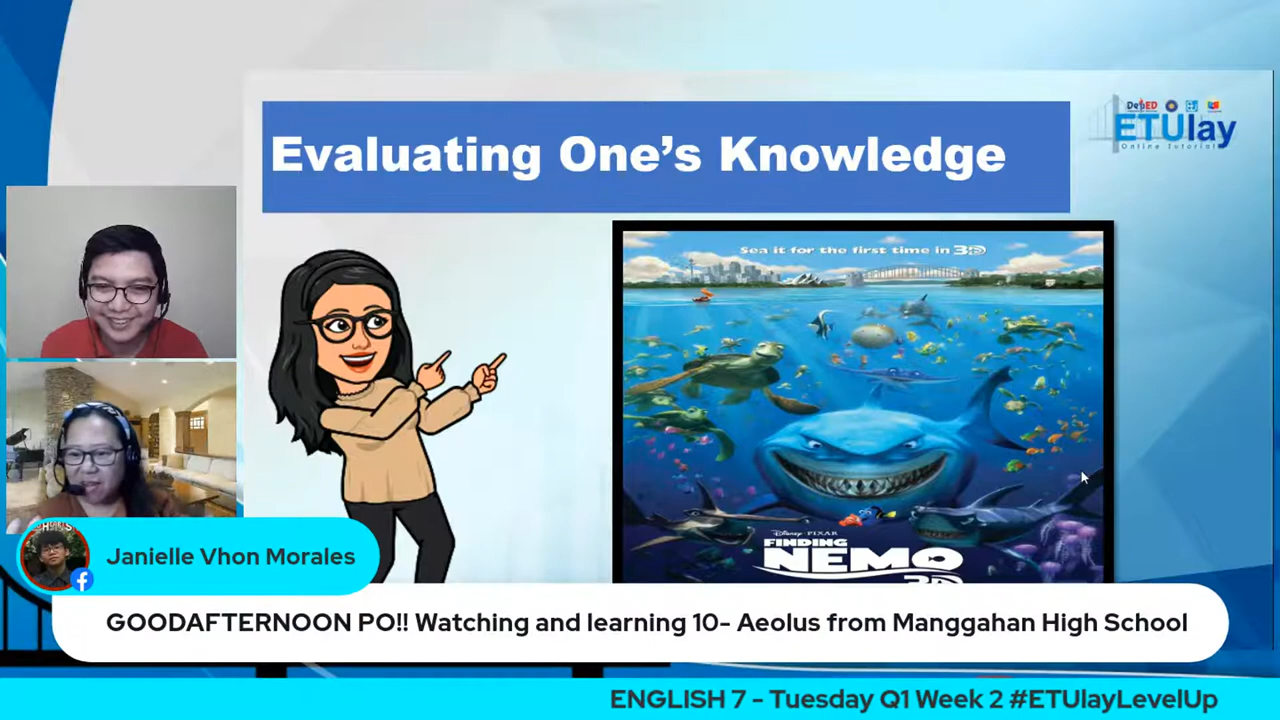 Evaluating One's Knowledge
DepED
ETUlay
Online Tutorial
Sea it for the first time in 3D
DISNEY · PIXAR
FINDING
NEMO
3D
Janielle Vhon Morales
GOODAFTERNOON PO!! Watching and learning 10- Aeolus from Manggahan High School
ENGLISH 7 - Tuesday Q1 Week 2 #ETUlayLevelUp